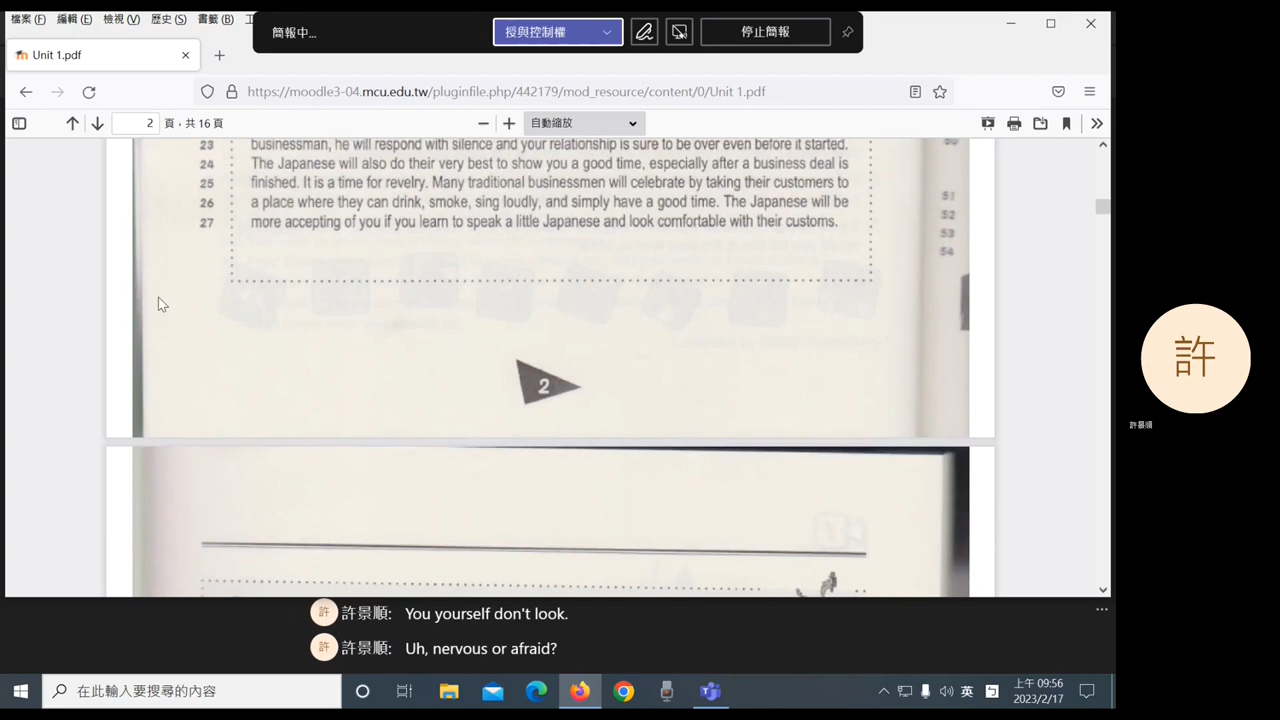 檔案 (F) 編輯 (E) 檢視 (V) 歷史 (S) 書籤 (B)
簡報中...
授與控制權
停止簡報
Unit 1.pdf
https://moodle3-04.mcu.edu.tw/pluginfile.php/442179/mod_resource/content/0/Unit 1.pdf
2 頁，共 16 頁
自動縮放
23 businessman, he will respond with silence and your relationship is sure to be over even before it started.
24 The Japanese will also do their very best to show you a good time, especially after a business deal is
25 finished. It is a time for revelry. Many traditional businessmen will celebrate by taking their customers to
26 a place where they can drink, smoke, sing loudly, and simply have a good time. The Japanese will be
27 more accepting of you if you learn to speak a little Japanese and look comfortable with their customs.
51
52
53
54
2
許
許景順
許 許景順: You yourself don't look.
許 許景順: Uh, nervous or afraid?
在此輸入要搜尋的內容
英
上午 09:56
2023/2/17